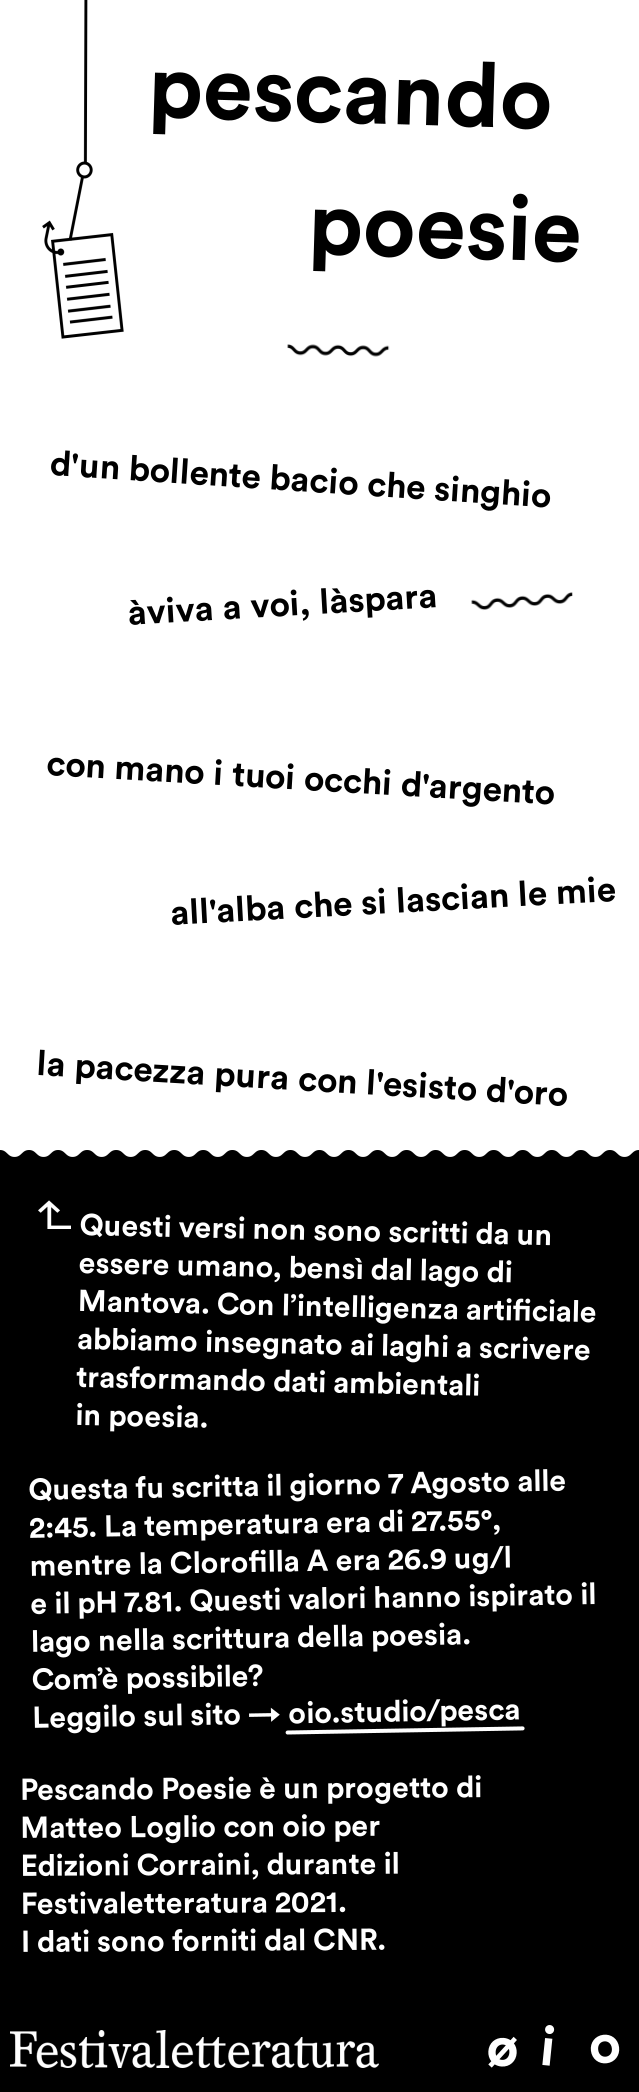 pescando
poesie
d'un bollente bacio che singhio
àviva a voi, làspara
con mano i tuoi occhi d'argento
all'alba che si lascian le mie
la pacezza pura con l'esisto d'oro
Questi versi non sono scritti da un
essere umano, bensì dal lago di
Mantova. Con l’intelligenza artificiale
abbiamo insegnato ai laghi a scrivere
trasformando dati ambientali
in poesia.
Questa fu scritta il giorno 7 Agosto alle
2:45. La temperatura era di 27.55°,
mentre la Clorofilla A era 26.9 ug/l
e il pH 7.81. Questi valori hanno ispirato il
lago nella scrittura della poesia.
Com’è possibile?
Leggilo sul sito → oio.studio/pesca
Pescando Poesie è un progetto di
Matteo Loglio con oio per
Edizioni Corraini, durante il
Festivaletteratura 2021.
I dati sono forniti dal CNR.
Festivaletteratura ø i o